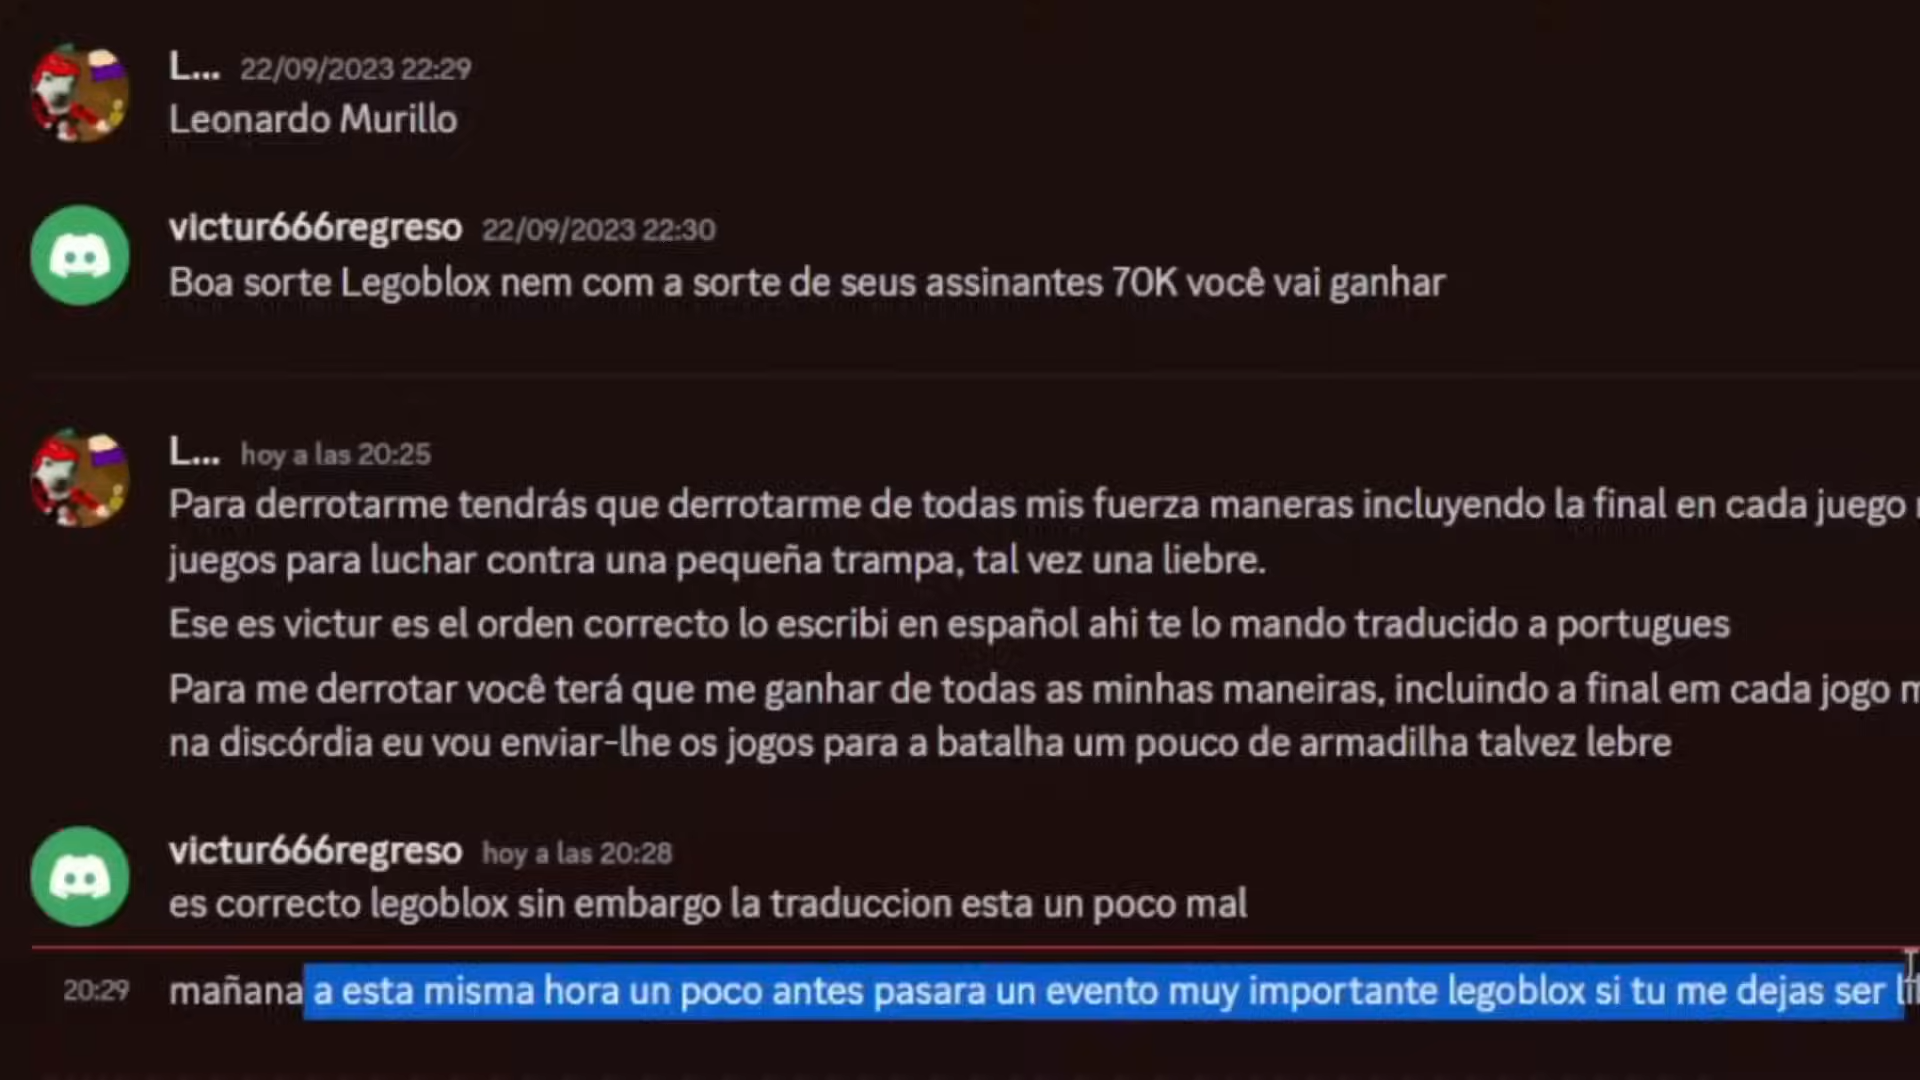 L... 22/09/2023 22:29
Leonardo Murillo
victur666regreso 22/09/2023 22:30
Boa sorte Legoblox nem com a sorte de seus assinantes 70K você vai ganhar
L... hoy a las 20:25
Para derrotarme tendrás que derrotarme de todas mis fuerza maneras incluyendo la final en cada juego
juegos para luchar contra una pequeña trampa, tal vez una liebre.
Ese es victur es el orden correcto lo escribi en español ahi te lo mando traducido a portugues
Para me derrotar você terá que me ganhar de todas as minhas maneiras, incluindo a final em cada jogo
na discórdia eu vou enviar-lhe os jogos para a batalha um pouco de armadilha talvez lebre
victur666regreso hoy a las 20:28
es correcto legoblox sin embargo la traduccion esta un poco mal
20:29 mañana a esta misma hora un poco antes pasara un evento muy importante legoblox si tu me dejas ser